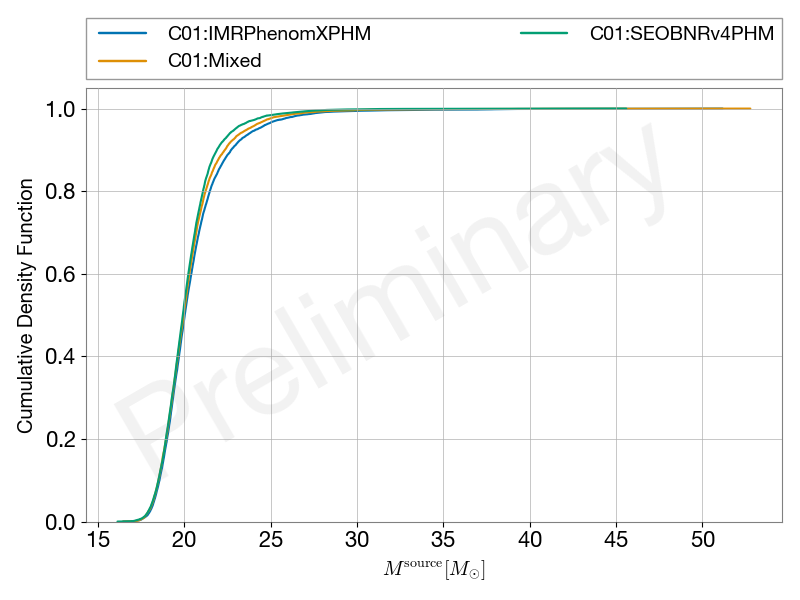 C01:IMRPhenomXPHM
C01:Mixed
C01:SEOBNRv4PHM
Preliminary
Cumulative Density Function
1.0
0.8
0.6
0.4
0.2
0.0
15 20 25 30 35 40 45 50
M^source [M_⊙]